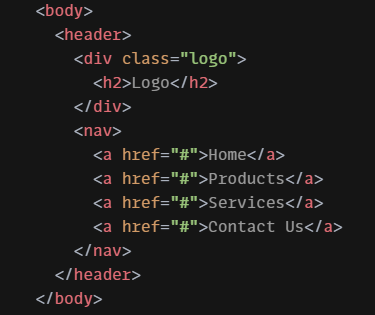 <body>
<header>
<div class="logo">
<h2>Logo</h2>
</div>
<nav>
<a href="#">Home</a>
<a href="#">Products</a>
<a href="#">Services</a>
<a href="#">Contact Us</a>
</nav>
</header>
</body>